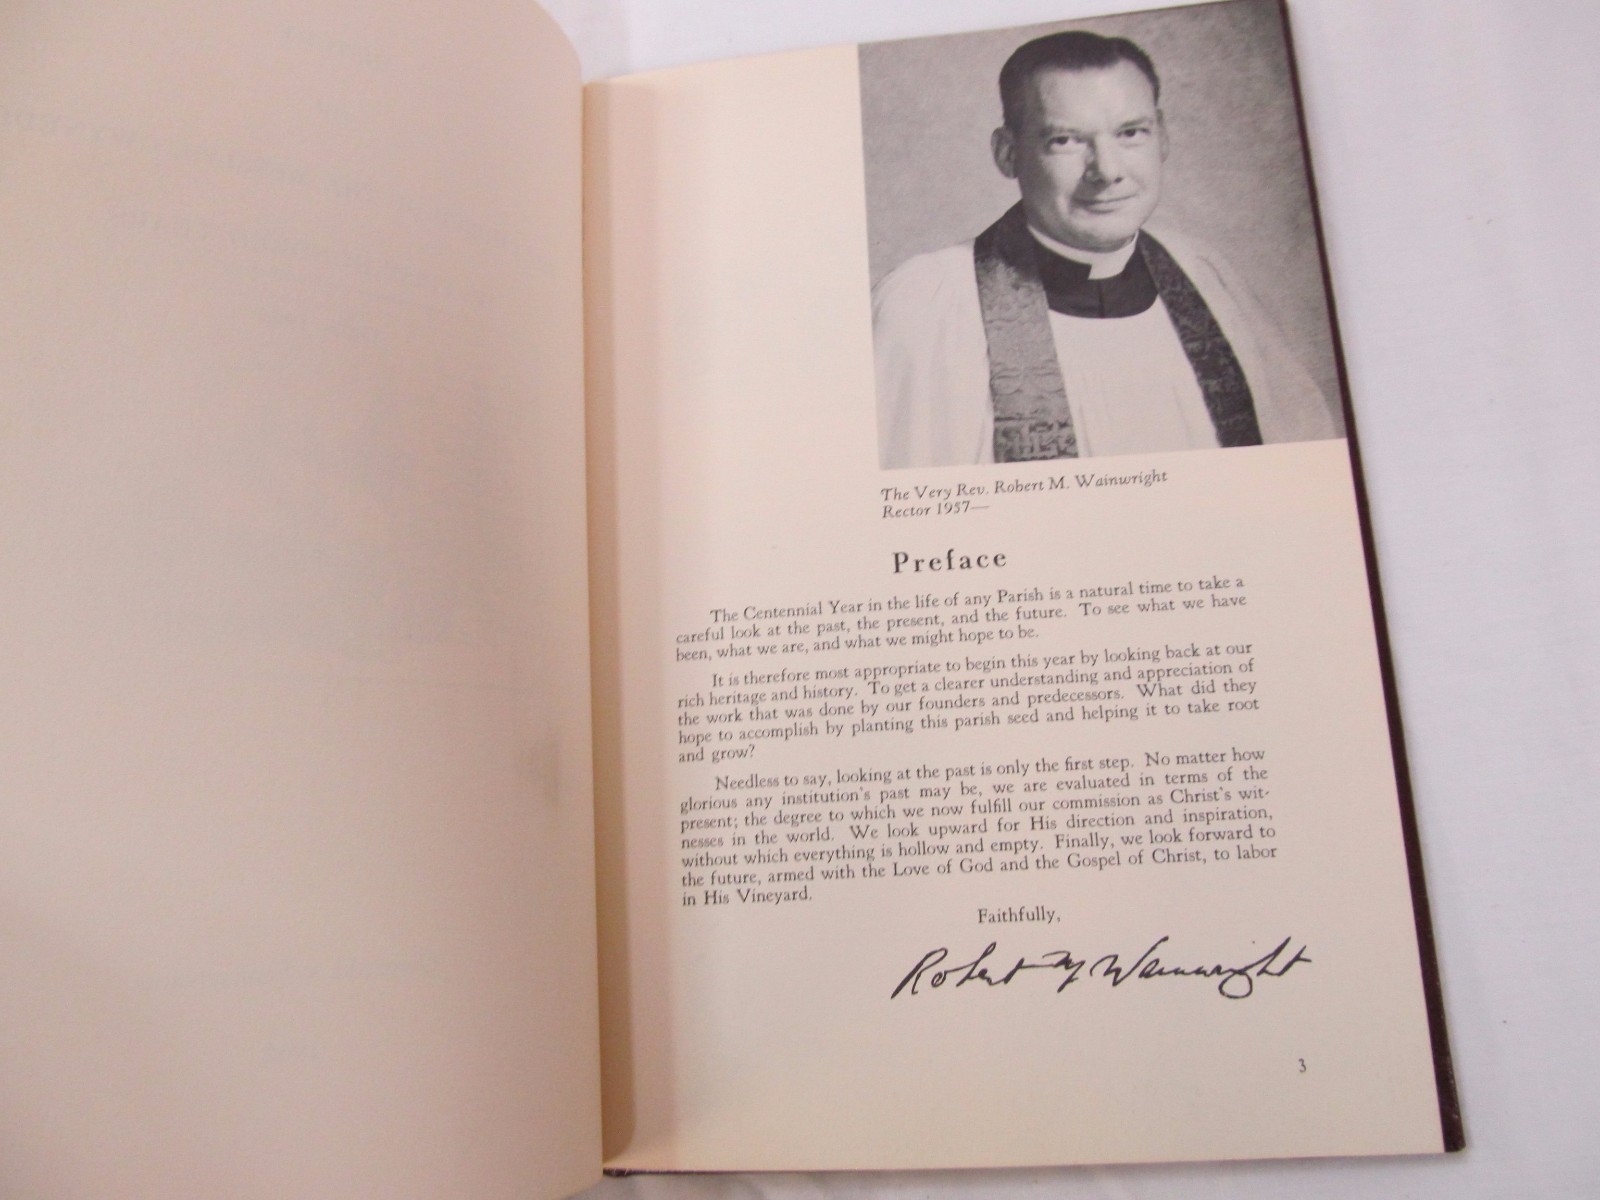 The Very Rev. Robert M. Wainwright
Rector 1957—
Preface
The Centennial Year in the life of any Parish is a natural time to take a
careful look at the past, the present, and the future. To see what we have
been, what we are, and what we might hope to be.
It is therefore most appropriate to begin this year by looking back at our
rich heritage and history. To get a clearer understanding and appreciation of
the work that was done by our founders and predecessors. What did they
hope to accomplish by planting this parish seed and helping it to take root
and grow?
Needless to say, looking at the past is only the first step. No matter how
glorious any institution's past may be, we are evaluated in terms of the
present; the degree to which we now fulfill our commission as Christ's wit-
nesses in the world. We look upward for His direction and inspiration,
without which everything is hollow and empty. Finally, we look forward to
the future, armed with the Love of God and the Gospel of Christ, to labor
in His Vineyard.
Faithfully,
Robert M Wainwright
3